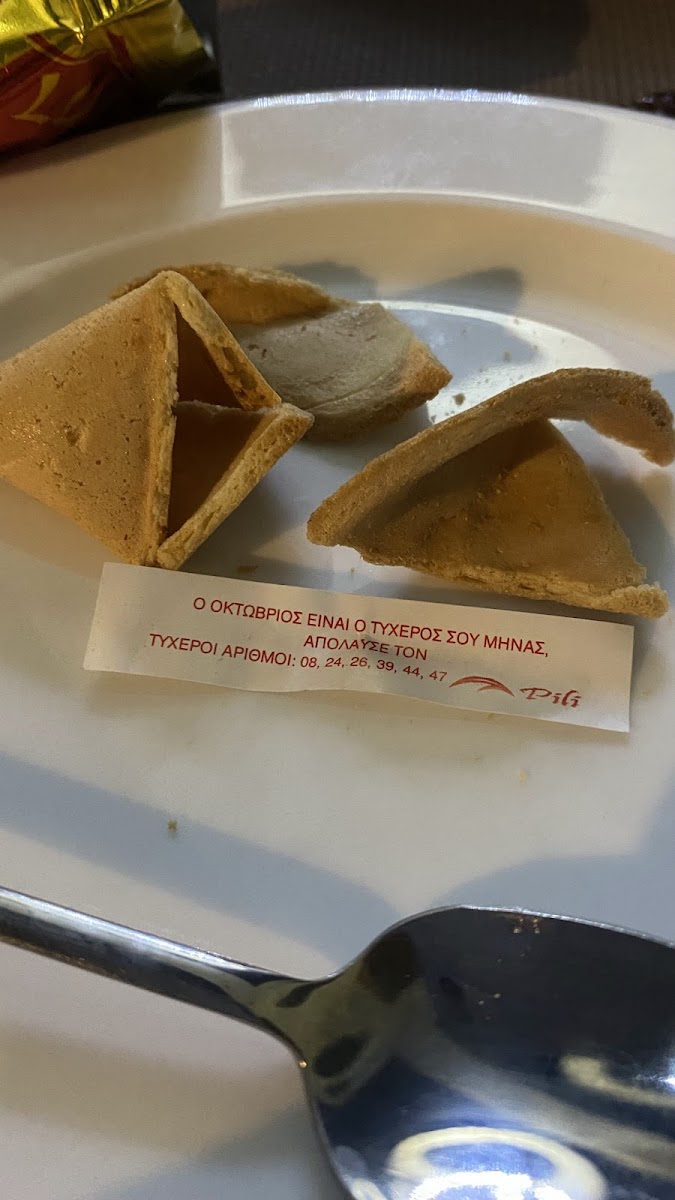 Ο ΟΚΤΩΒΡΙΟΣ ΕΙΝΑΙ Ο ΤΥΧΕΡΟΣ ΣΟΥ ΜΗΝΑΣ,
ΑΠΟΛΑΥΣΕ ΤΟΝ
ΤΥΧΕΡΟΙ ΑΡΙΘΜΟΙ: 08, 24, 26, 39, 44, 47
Pili